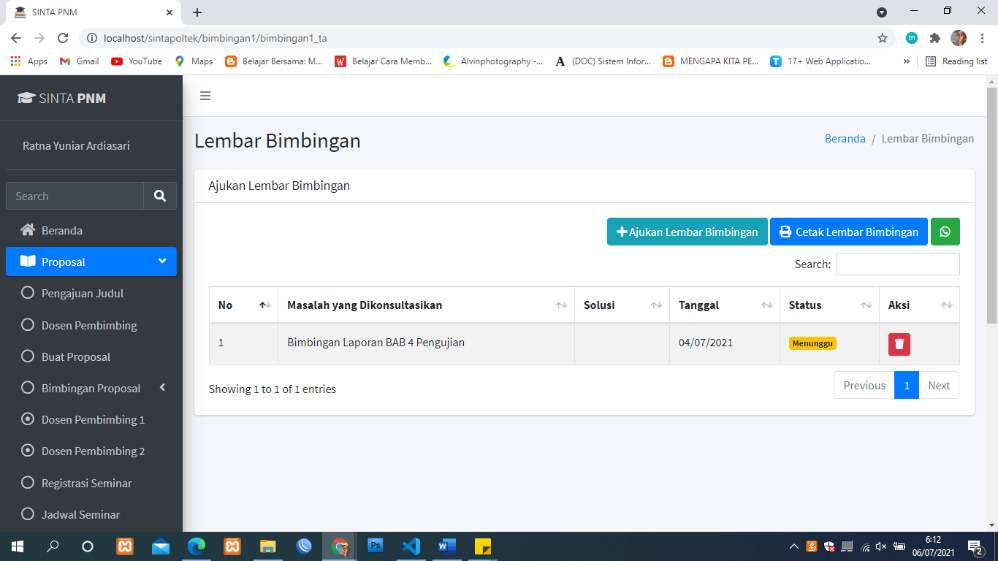 SINTA PNM
localhost/sintapoltek/bimbingan1/bimbingan1_ta
Apps Gmail YouTube Maps Belajar Bersama: M... Belajar Cara Memb... Alvinphotography -... (DOC) Sistem Infor... MENGAPA KITA PE... 17+ Web Applicatio... » Reading list
SINTA PNM
Ratna Yuniar Ardiasari
Search
Beranda
Proposal
Pengajuan Judul
Dosen Pembimbing
Buat Proposal
Bimbingan Proposal
Dosen Pembimbing 1
Dosen Pembimbing 2
Registrasi Seminar
Jadwal Seminar
Lembar Bimbingan
Beranda / Lembar Bimbingan
Ajukan Lembar Bimbingan
Ajukan Lembar Bimbingan Cetak Lembar Bimbingan
Search:
No Masalah yang Dikonsultasikan Solusi Tanggal Status Aksi
1 Bimbingan Laporan BAB 4 Pengujian 04/07/2021 Menunggu
Showing 1 to 1 of 1 entries
Previous 1 Next
6:12
06/07/2021
2